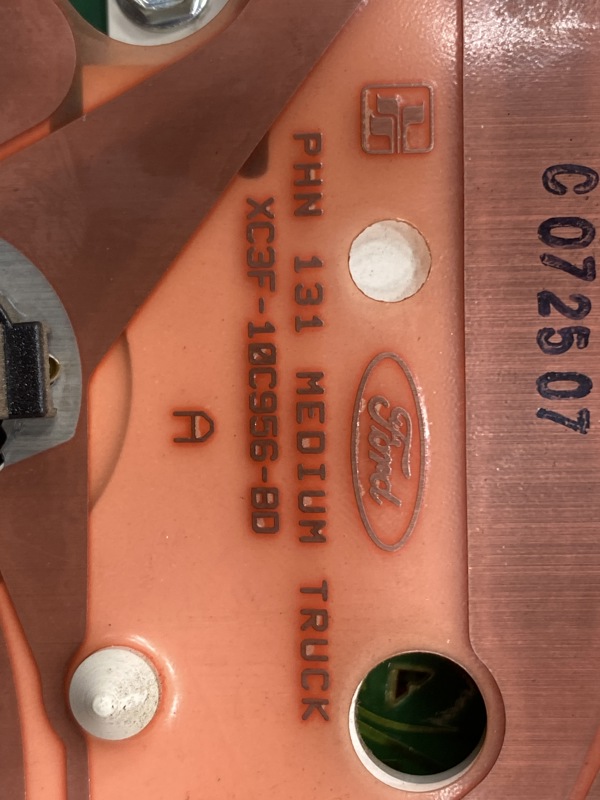 C072507
Ford
PHN 131 MEDIUM TRUCK
XC3F-10C956-BD
A